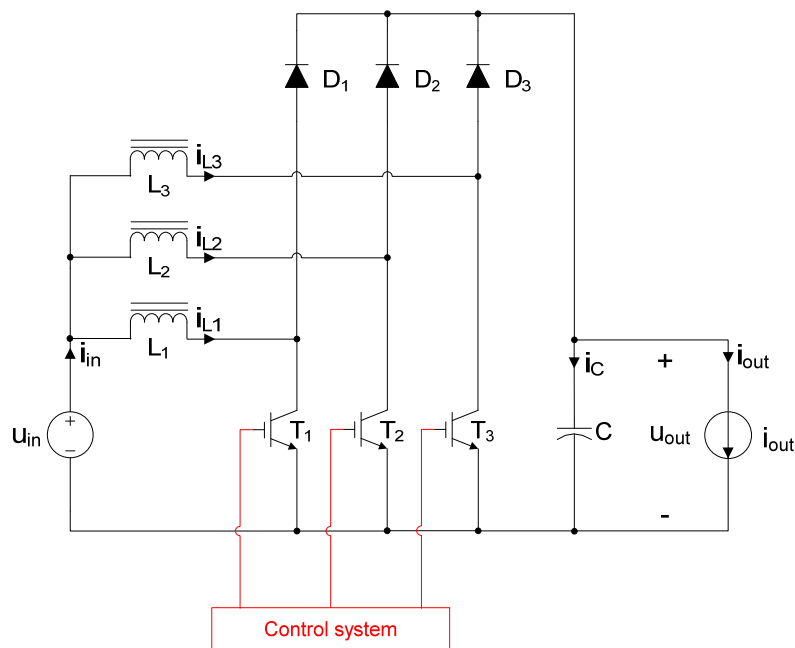 D1
D2
D3
iL3
L3
iL2
L2
iL1
L1
iin
iC
+
iout
uin
+
-
T1
T2
T3
C
uout
iout
-
Control system